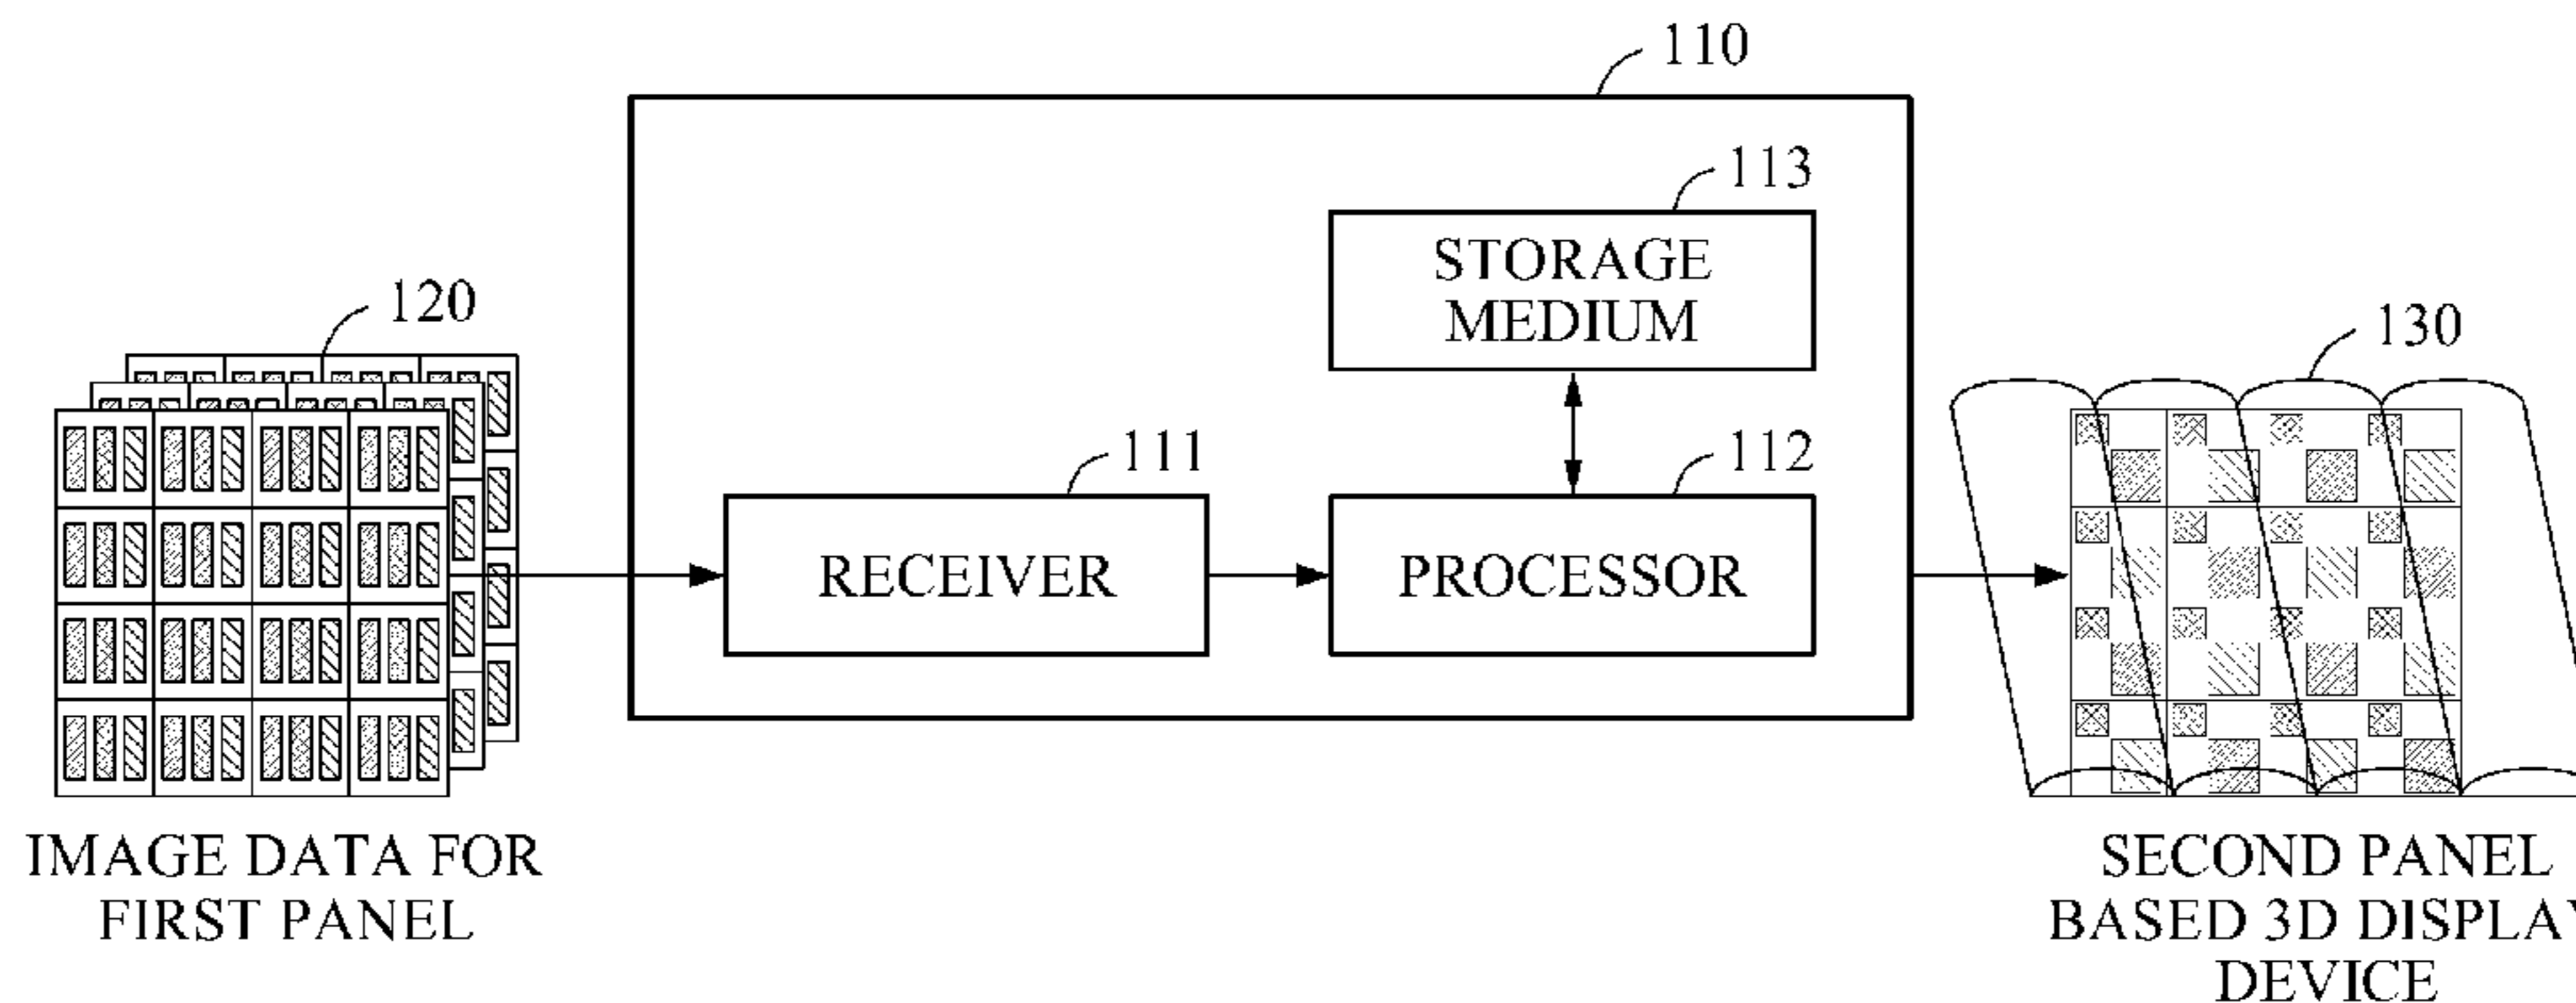 110
113
STORAGE
MEDIUM
120
130
111
112
RECEIVER
PROCESSOR
IMAGE DATA FOR
FIRST PANEL
SECOND PANEL
BASED 3D DISPLAY
DEVICE